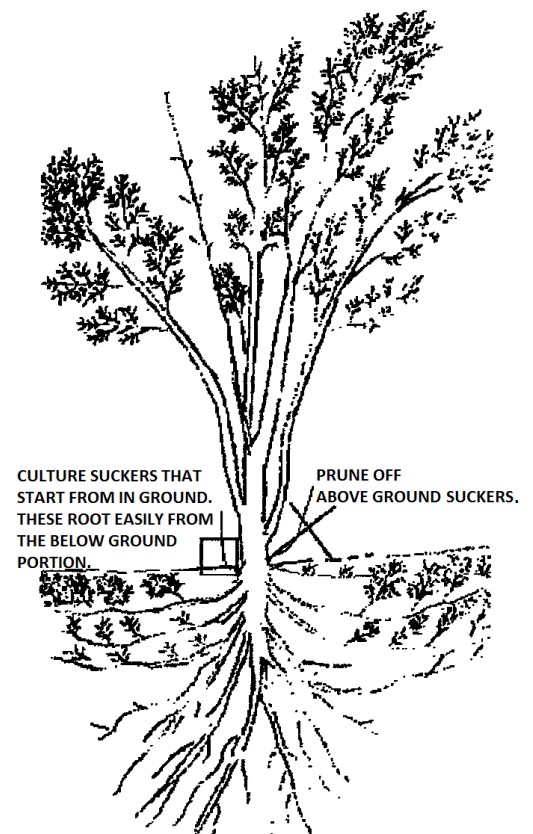 CULTURE SUCKERS THAT
START FROM IN GROUND.
THESE ROOT EASILY FROM
THE BELOW GROUND
PORTION.
PRUNE OFF
ABOVE GROUND SUCKERS.